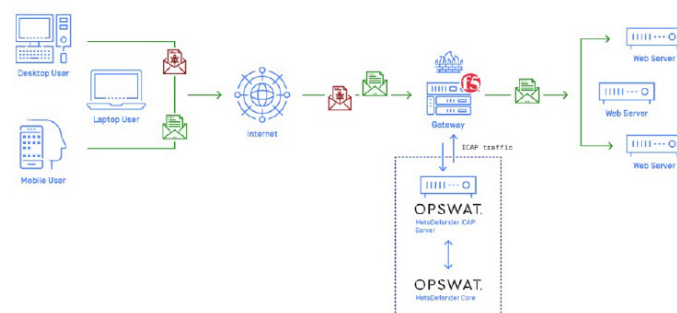 Desktop User
Laptop User
Mobile User
Internet
Gateway
ICAP traffic
OPSWAT.
MetaDefender ICAP
Server
OPSWAT.
MetaDefender Core
Web Server
Web Server
Web Server